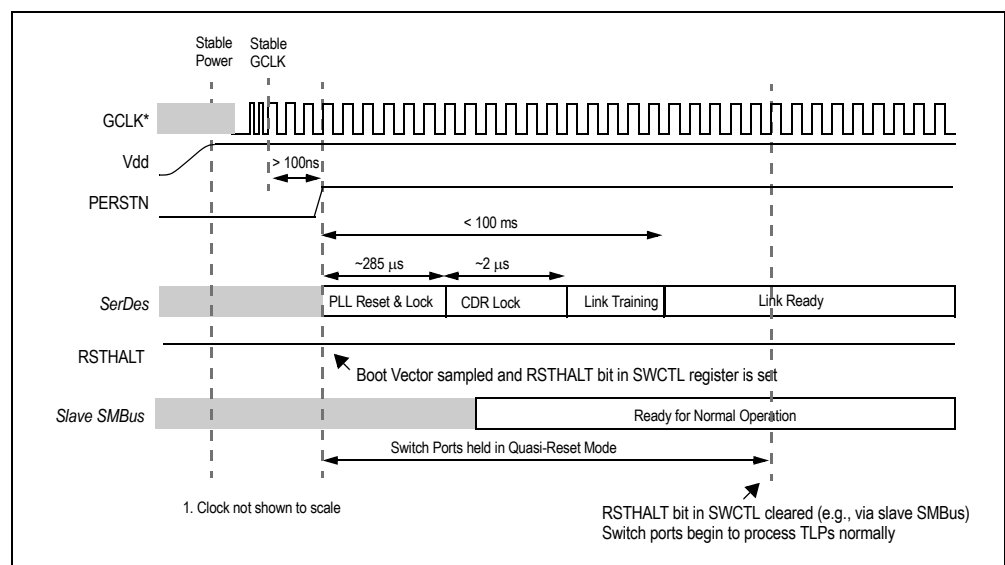 Stable
Power
Stable
GCLK
GCLK*
Vdd
> 100ns
PERSTN
< 100 ms
~285 μs
~2 μs
SerDes
PLL Reset & Lock
CDR Lock
Link Training
Link Ready
RSTHALT
Boot Vector sampled and RSTHALT bit in SWCTL register is set
Slave SMBus
Ready for Normal Operation
Switch Ports held in Quasi-Reset Mode
1. Clock not shown to scale
RSTHALT bit in SWCTL cleared (e.g., via slave SMBus)
Switch ports begin to process TLPs normally